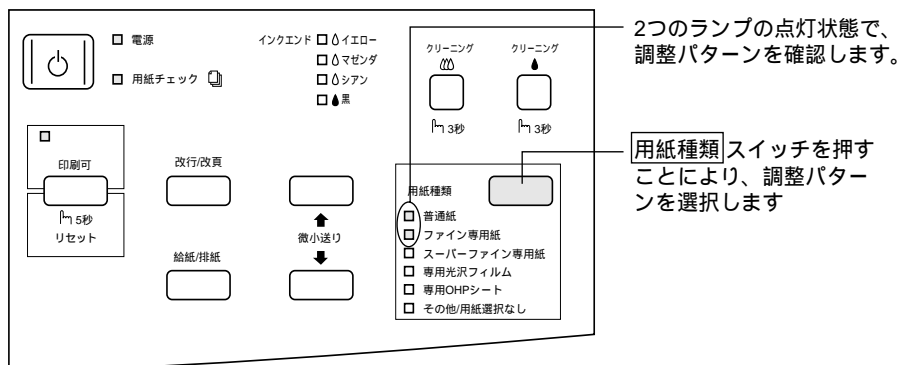 電源
用紙チェック
インクエンド イエロー
マゼンダ
シアン
黒
クリーニング
3秒
クリーニング
3秒
2つのランプの点灯状態で、
調整パターンを確認します。
印刷可
5秒
リセット
改行/改頁
給紙/排紙
微小送り
用紙種類
普通紙
ファイン専用紙
スーパーファイン専用紙
専用光沢フィルム
専用OHPシート
その他/用紙選択なし
用紙種類スイッチを押す
ことにより、調整パター
ンを選択します